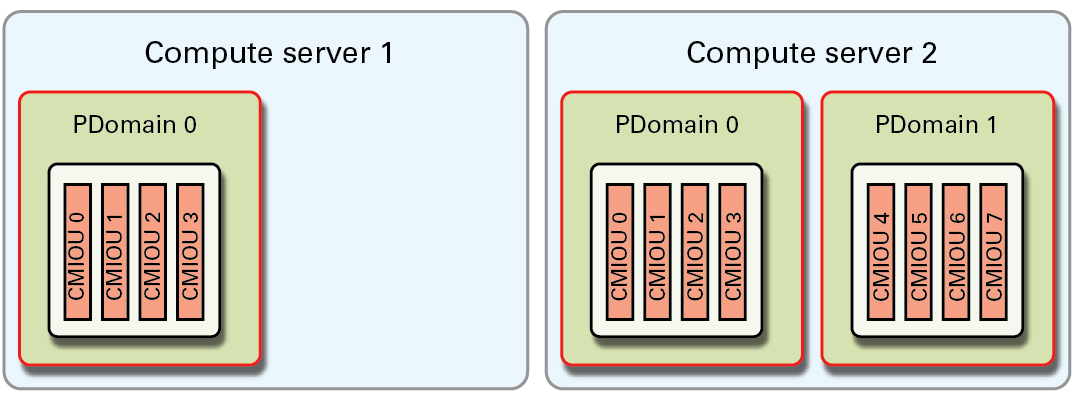 Compute server 1
PDomain 0
CMIOU 0
CMIOU 1
CMIOU 2
CMIOU 3
Compute server 2
PDomain 0
CMIOU 0
CMIOU 1
CMIOU 2
CMIOU 3
PDomain 1
CMIOU 4
CMIOU 5
CMIOU 6
CMIOU 7